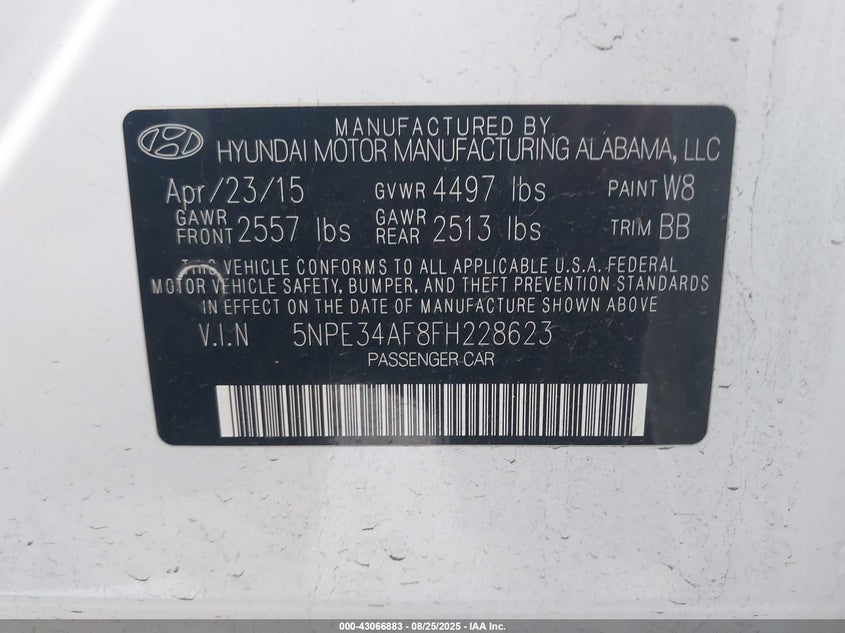 MANUFACTURED BY
HYUNDAI MOTOR MANUFACTURING ALABAMA, LLC
Apr/23/15 GVWR 4497 lbs PAINT W8
GAWR FRONT 2557 lbs GAWR REAR 2513 lbs TRIM BB
THIS VEHICLE CONFORMS TO ALL APPLICABLE U.S.A. FEDERAL
MOTOR VEHICLE SAFETY, BUMPER, AND THEFT PREVENTION STANDARDS
IN EFFECT ON THE DATE OF MANUFACTURE SHOWN ABOVE
V.I.N 5NPE34AF8FH228623
PASSENGER CAR
000-43066883 - 08/25/2025 - IAA Inc.